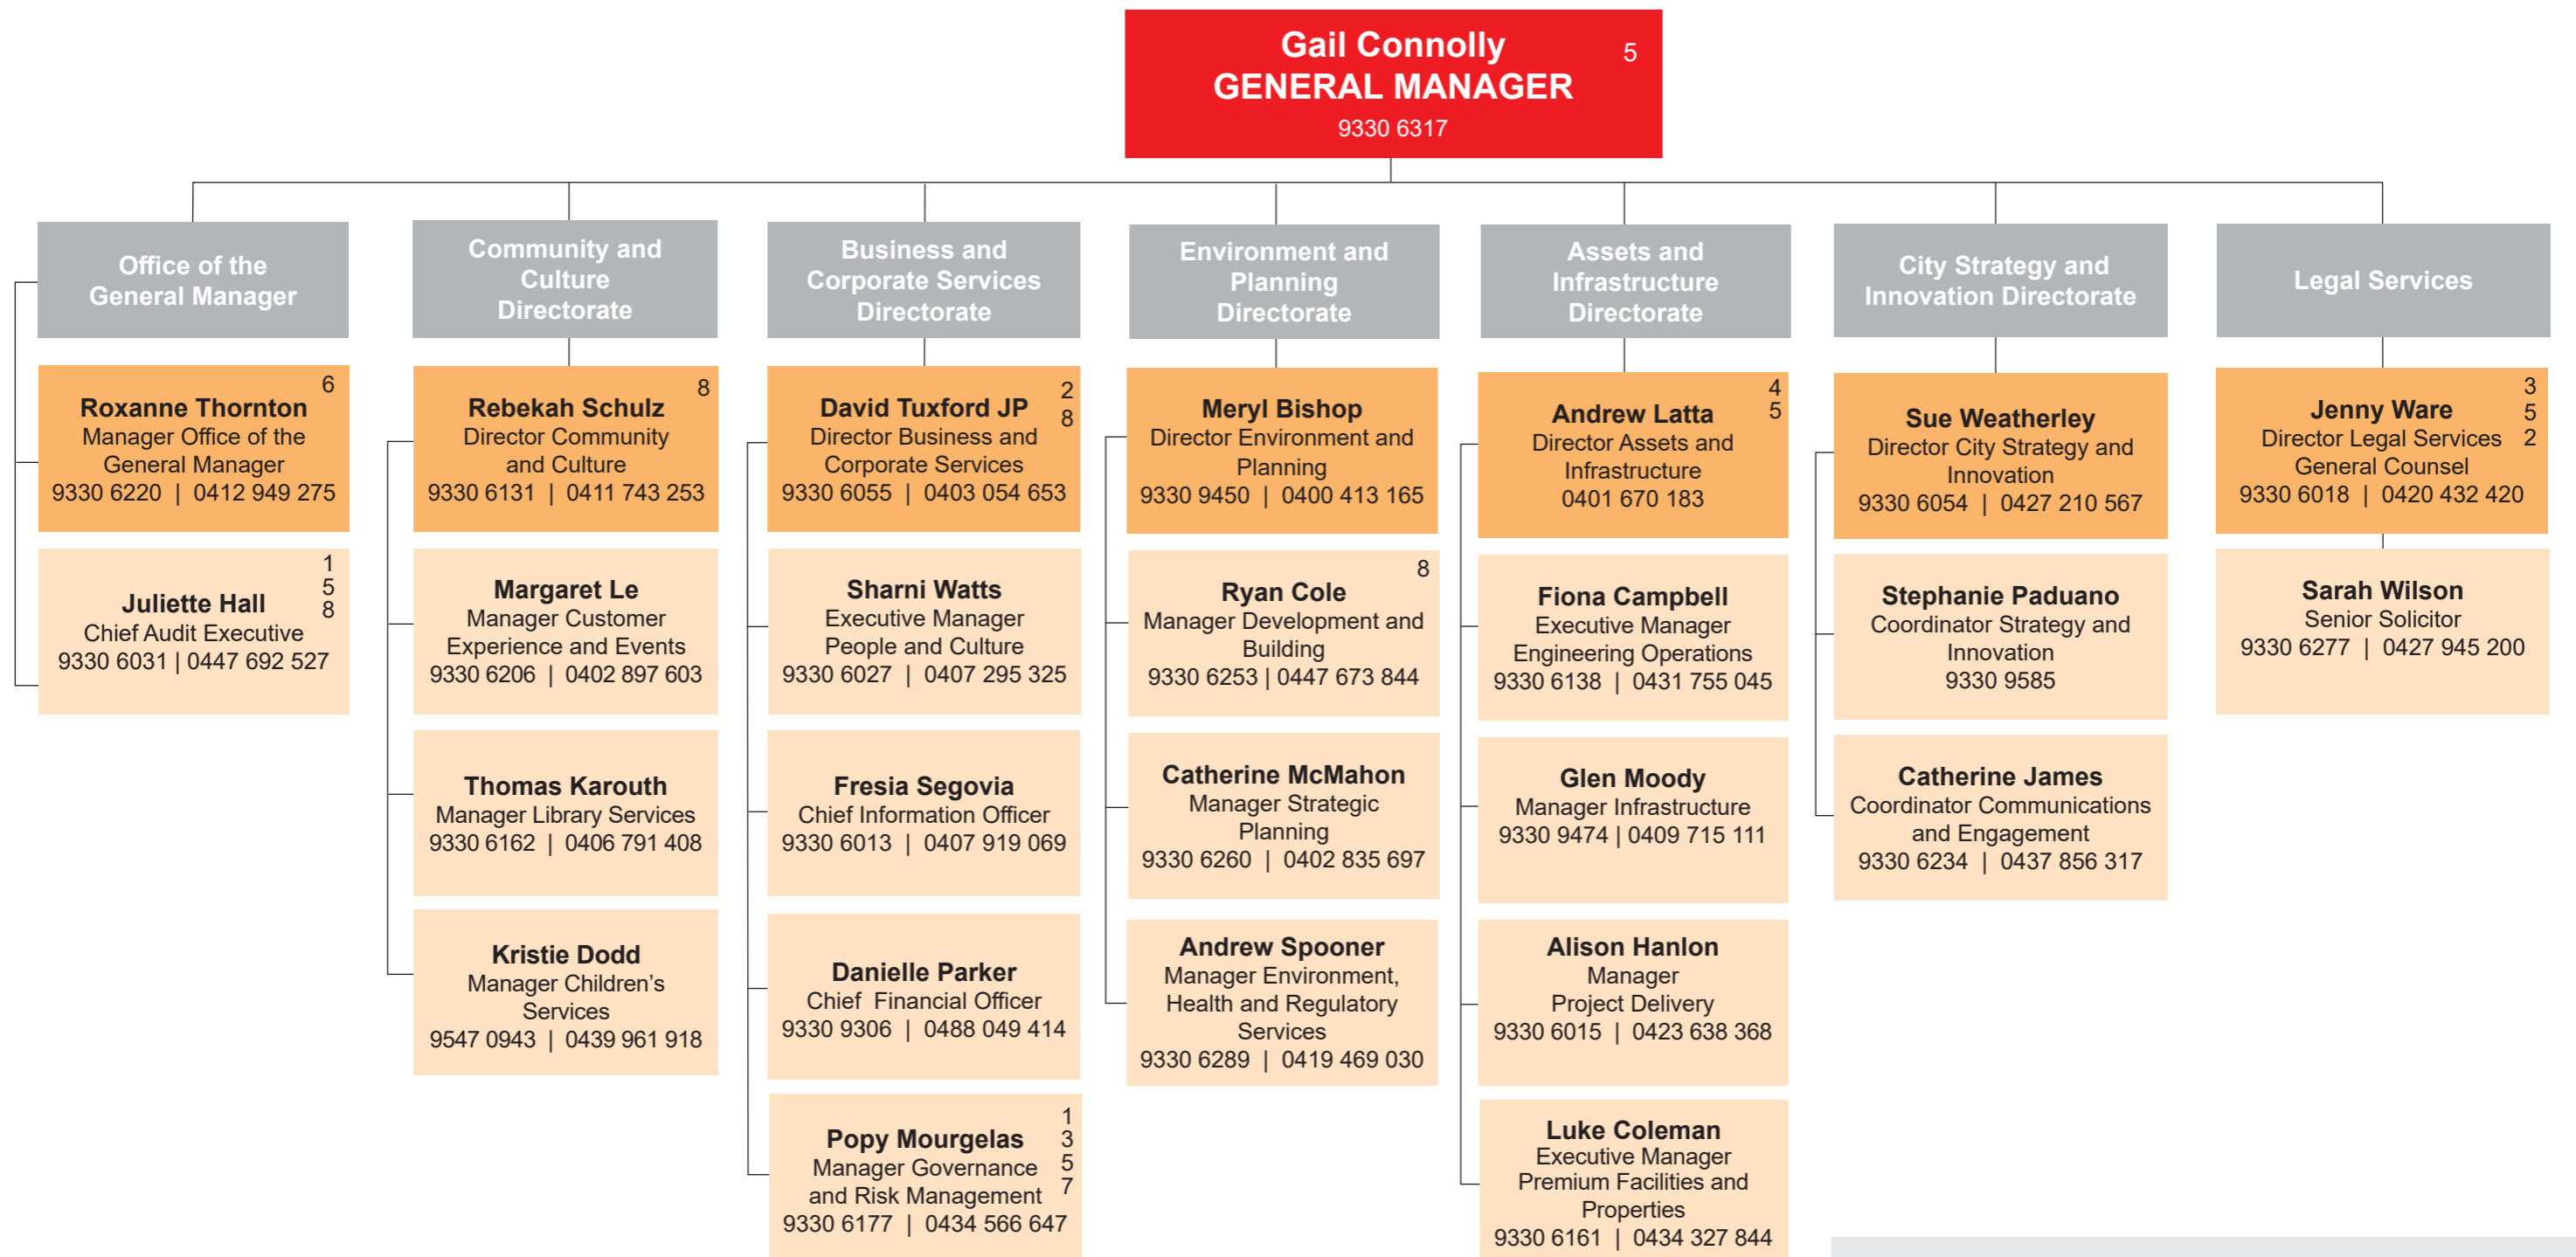 Gail Connolly
5
GENERAL MANAGER
9330 6317
Office of the
General Manager
Roxanne Thornton
6
Manager Office of the
General Manager
9330 6220 | 0412 949 275
Juliette Hall
1
5
8
Chief Audit Executive
9330 6031 | 0447 692 527
Community and
Culture
Directorate
Rebekah Schulz
8
Director Community
and Culture
9330 6131 | 0411 743 253
Margaret Le
Manager Customer
Experience and Events
9330 6206 | 0402 897 603
Thomas Karouth
Manager Library Services
9330 6162 | 0406 791 408
Kristie Dodd
Manager Children’s
Services
9547 0943 | 0439 961 918
Business and
Corporate Services
Directorate
David Tuxford JP
2
8
Director Business and
Corporate Services
9330 6055 | 0403 054 653
Sharni Watts
Executive Manager
People and Culture
9330 6027 | 0407 295 325
Fresia Segovia
Chief Information Officer
9330 6013 | 0407 919 069
Danielle Parker
Chief Financial Officer
9330 9306 | 0488 049 414
Popy Mourgelas
1
3
5
7
Manager Governance
and Risk Management
9330 6177 | 0434 566 647
Environment and
Planning
Directorate
Meryl Bishop
Director Environment and
Planning
9330 9450 | 0400 413 165
Ryan Cole
8
Manager Development and
Building
9330 6253 | 0447 673 844
Catherine McMahon
Manager Strategic
Planning
9330 6260 | 0402 835 697
Andrew Spooner
Manager Environment,
Health and Regulatory
Services
9330 6289 | 0419 469 030
Assets and
Infrastructure
Directorate
Andrew Latta
4
5
Director Assets and
Infrastructure
0401 670 183
Fiona Campbell
Executive Manager
Engineering Operations
9330 6138 | 0431 755 045
Glen Moody
Manager Infrastructure
9330 9474 | 0409 715 111
Alison Hanlon
Manager
Project Delivery
9330 6015 | 0423 638 368
Luke Coleman
Executive Manager
Premium Facilities and
Properties
9330 6161 | 0434 327 844
City Strategy and
Innovation Directorate
Sue Weatherley
Director City Strategy and
Innovation
9330 6054 | 0427 210 567
Stephanie Paduano
Coordinator Strategy and
Innovation
9330 9585
Catherine James
Coordinator Communications
and Engagement
9330 6234 | 0437 856 317
Legal Services
Jenny Ware
3
5
2
Director Legal Services
General Counsel
9330 6018 | 0420 432 420
Sarah Wilson
Senior Solicitor
9330 6277 | 0427 945 200